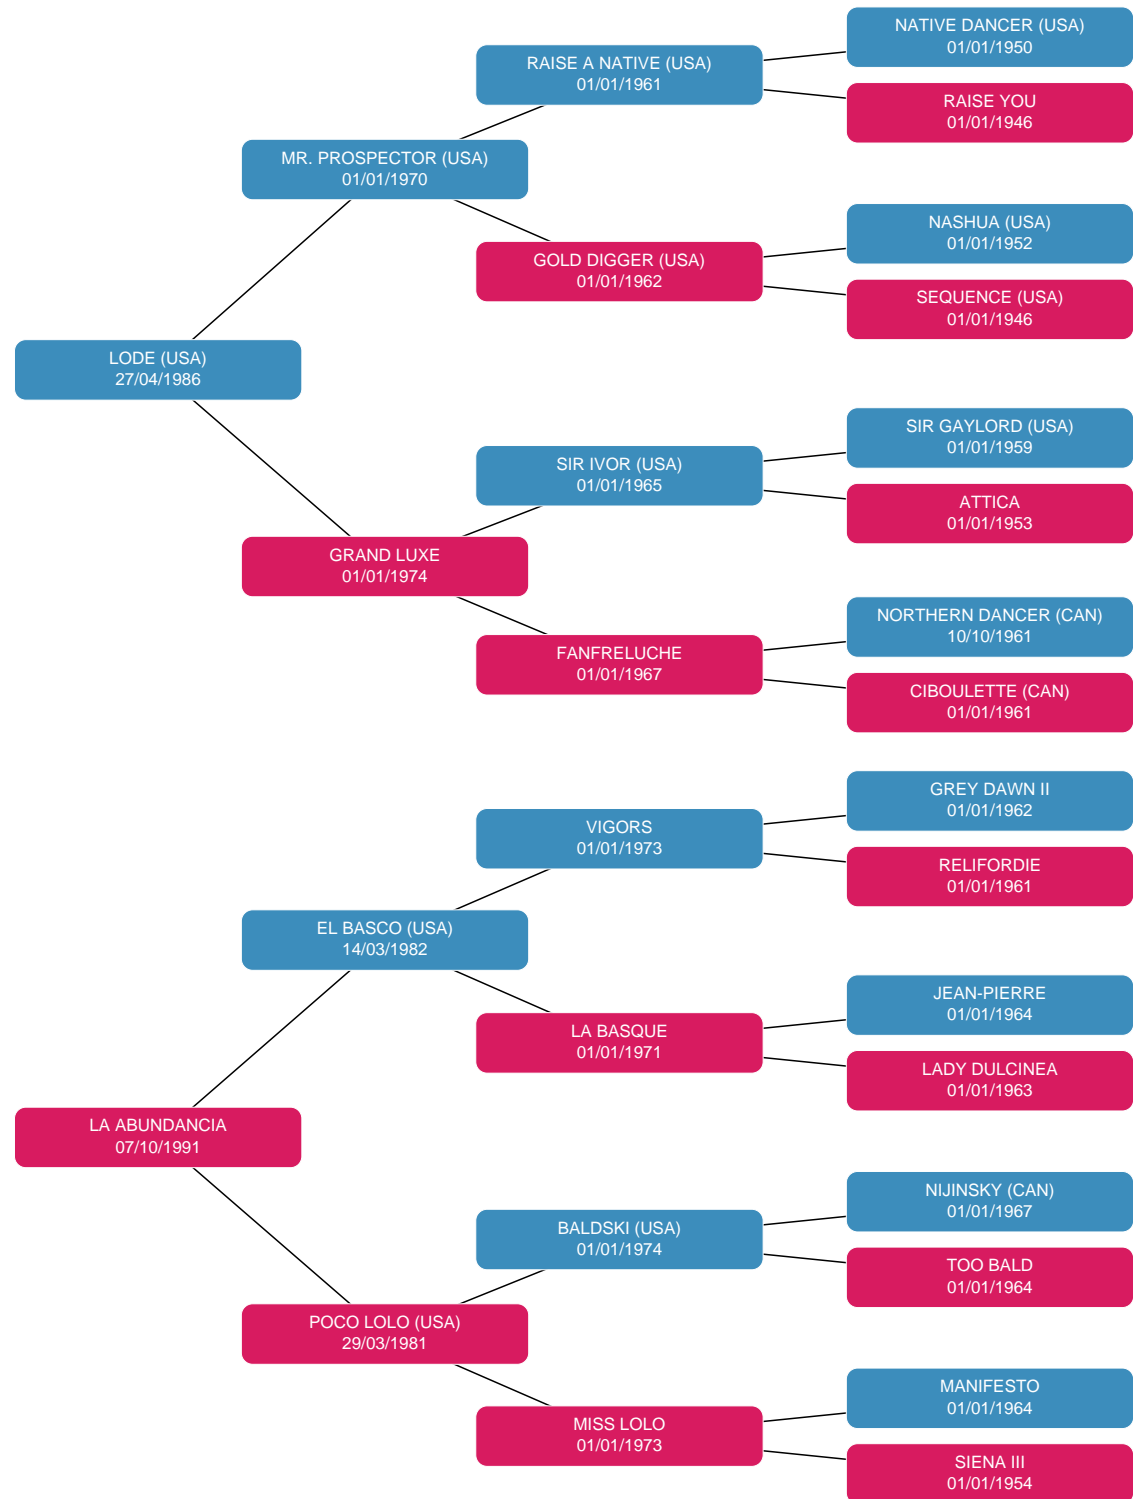 NATIVE DANCER (USA)
01/01/1950
RAISE A NATIVE (USA)
01/01/1961
RAISE YOU
01/01/1946
MR. PROSPECTOR (USA)
01/01/1970
NASHUA (USA)
01/01/1952
GOLD DIGGER (USA)
01/01/1962
SEQUENCE (USA)
01/01/1946
LODE (USA)
27/04/1986
SIR GAYLORD (USA)
01/01/1959
SIR IVOR (USA)
01/01/1965
ATTICA
01/01/1953
GRAND LUXE
01/01/1974
NORTHERN DANCER (CAN)
10/10/1961
FANFRELUCHE
01/01/1967
CIBOULETTE (CAN)
01/01/1961
GREY DAWN II
01/01/1962
VIGORS
01/01/1973
RELIFORDIE
01/01/1961
EL BASCO (USA)
14/03/1982
JEAN-PIERRE
01/01/1964
LA BASQUE
01/01/1971
LADY DULCINEA
01/01/1963
LA ABUNDANCIA
07/10/1991
NIJINSKY (CAN)
01/01/1967
BALDSKI (USA)
01/01/1974
TOO BALD
01/01/1964
POCO LOLO (USA)
29/03/1981
MANIFESTO
01/01/1964
MISS LOLO
01/01/1973
SIENA III
01/01/1954